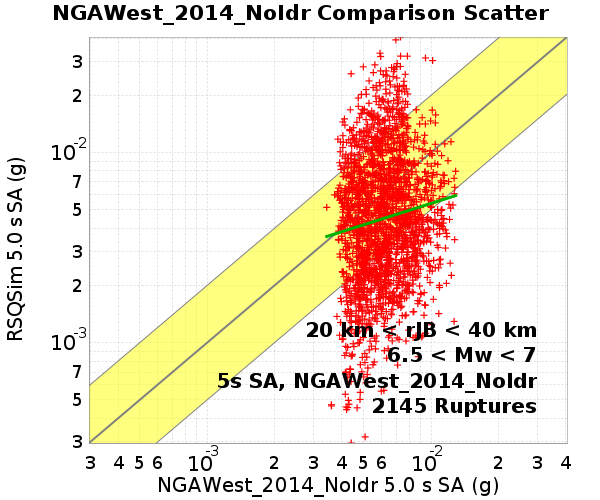 NGAWest_2014_NoIdr Comparison Scatter
RSQSim 5.0 s SA (g)
3
2
10-2
7
5
3
2
10-3
7
5
3
20 km < rJB < 40 km
6.5 < Mw < 7
5s SA, NGAWest_2014_NoIdr
2145 Ruptures
3 4 5 6 10-3 2 3 4 5 6 10-2 2 3 4
NGAWest_2014_NoIdr 5.0 s SA (g)